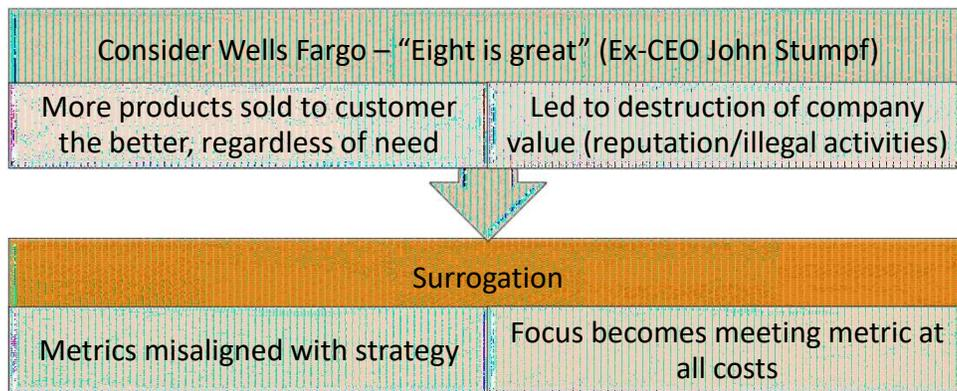 Consider Wells Fargo – “Eight is great” (Ex-CEO John Stumpf)
More products sold to customer
the better, regardless of need
Led to destruction of company
value (reputation/illegal activities)
Surrogation
Metrics misaligned with strategy
Focus becomes meeting metric at
all costs